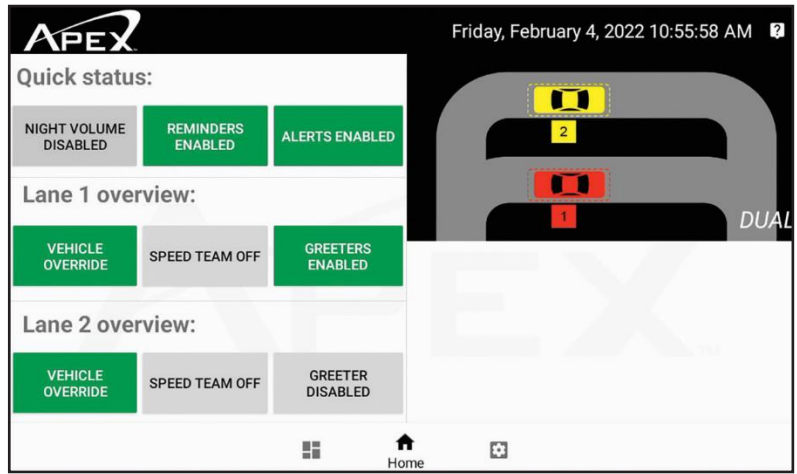 APEX
Friday, February 4, 2022 10:55:58 AM ?
Quick status:
NIGHT VOLUME
DISABLED
REMINDERS
ENABLED
ALERTS ENABLED
Lane 1 overview:
VEHICLE
OVERRIDE
SPEED TEAM OFF
GREETERS
ENABLED
Lane 2 overview:
VEHICLE
OVERRIDE
SPEED TEAM OFF
GREETER
DISABLED
2
1
DUAL
APEX
TM
Home